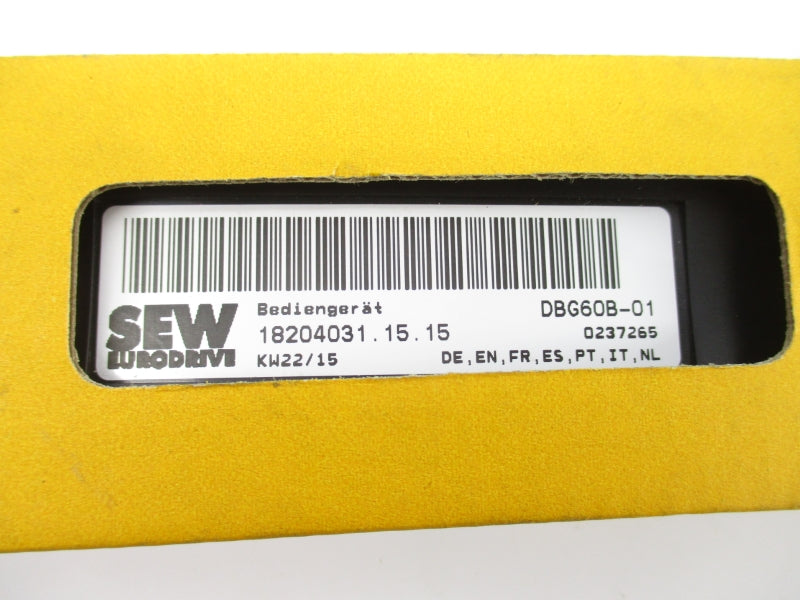 SEW
EURODRIVE
Bediengerät
DBG60B-01
18204031.15.15
0237265
KW22/15
DE,EN,FR,ES,PT,IT,NL